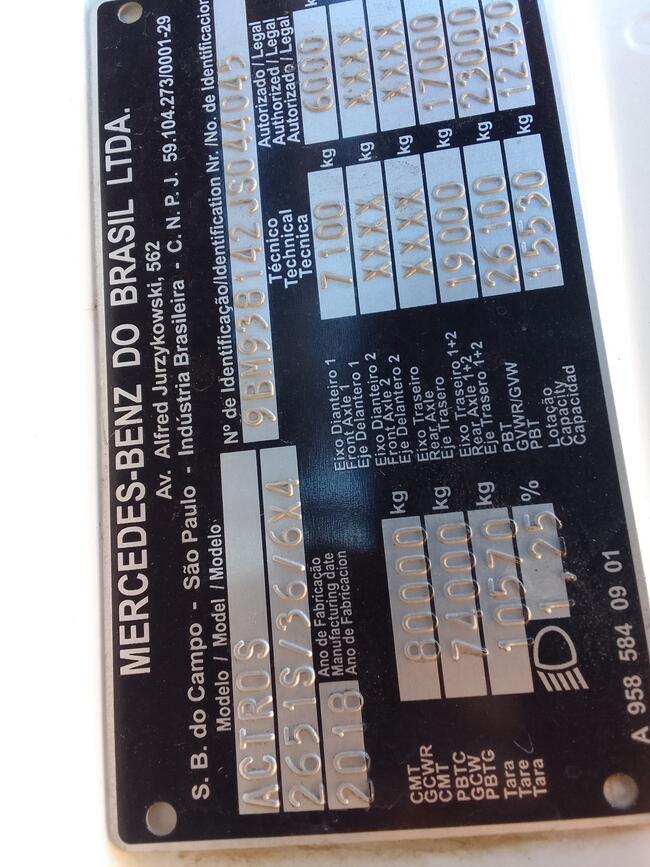 MERCEDES-BENZ DO BRASIL LTDA.
Av. Alfred Jurzykowski, 562
S. B. do Campo - São Paulo - Indústria Brasileira - C. N. P. J. 59.104.273/0001-29
Modelo / Model / Modelo
ACTROS
2651S/36/6X4
2018
Ano de Fabricação
Manufacturing date
Ano de Fabricacion
Nº de Identificação/Identification Nr./No. de Identificacion
9BM938142JS044045
Técnico
Technical
Tecnica
Autorizado / Legal
Authorized / Legal
Autorizado / Legal
Eixo Dianteiro 1
Front Axle 1
Eje Delantero 1
7100 kg 6000
Eixo Dianteiro 2
Front Axle 2
Eje Delantero 2
XXXX XXXX
Eixo Traseiro
Rear Axle
Eje Trasero
XXXX kg XXXX
Eixo Traseiro 1+2
Rear Axle 1+2
Eje Trasero 1+2
19000 kg 17000
PBT
GVWR/GVW
PBT
26100 kg 23000
Lotação
Capacity
Capacidad
15530 kg 12430
CMT
GCWR
CMT
80000 kg
PBTC
GCW
PBTG
74000 kg
Tara
Tare
Tara
10570 kg
1,25 %
A 958 584 09 01